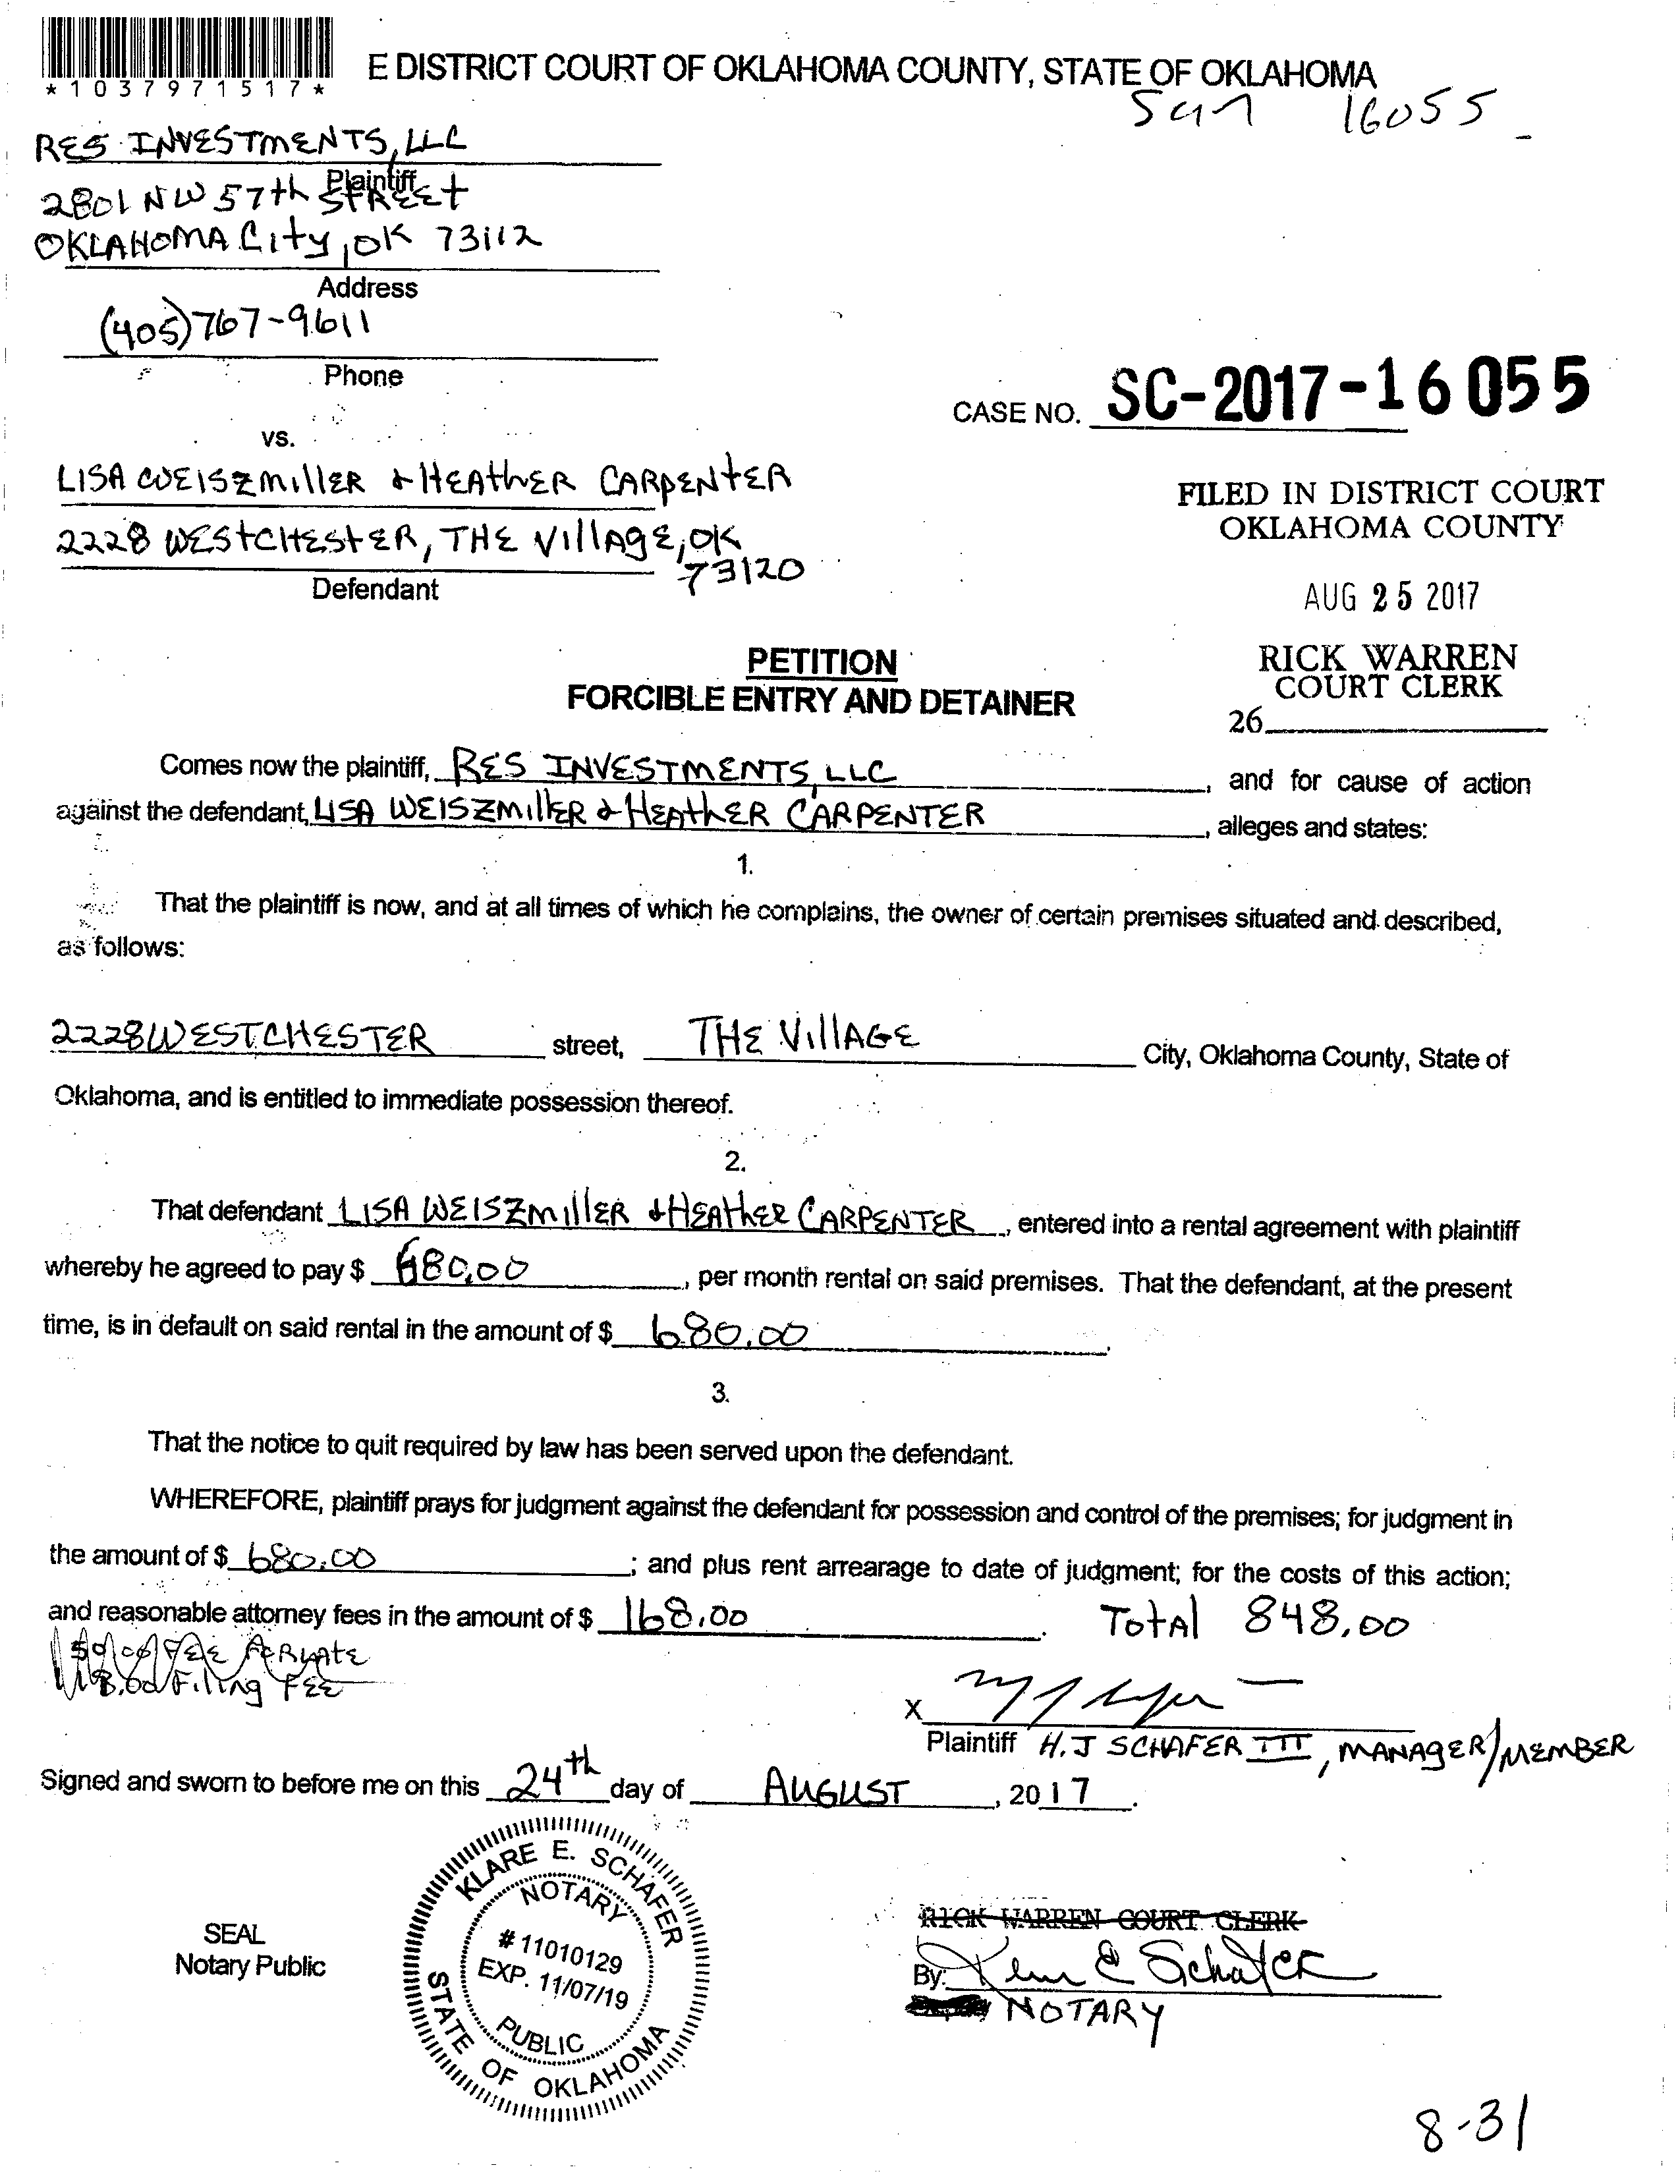 *1037971517*
E DISTRICT COURT OF OKLAHOMA COUNTY, STATE OF OKLAHOMA
16055
RES INVESTMENTS, LLC
Plaintiff
2801 NW 57th STREEt
OKLAHOMA City, OK 73112
Address
(405)767-9611
Phone
CASE NO. SC-2017-16055
vs.
LISA WEISZMIllER & HEAthER CARpENtER
2228 WEStCHEStER, THE VIllAgE, OK
73120
Defendant
FILED IN DISTRICT COURT
OKLAHOMA COUNTY
AUG 25 2017
RICK WARREN
COURT CLERK
26
PETITION
FORCIBLE ENTRY AND DETAINER
Comes now the plaintiff, RES INVESTMENTS, LLC, and for cause of action
against the defendant, LISA WEISZMIllER & HEAthER CARPENTER, alleges and states:
1.
That the plaintiff is now, and at all times of which he complains, the owner of certain premises situated and described,
as follows:
2228 WESTCHESTER street, THE VillAGE City, Oklahoma County, State of
Oklahoma, and is entitled to immediate possession thereof.
2.
That defendant LISA WEISZMIllER & HEAthER CARPENTER, entered into a rental agreement with plaintiff
whereby he agreed to pay $ 680.00, per month rental on said premises. That the defendant, at the present
time, is in default on said rental in the amount of $ 680.00.
3.
That the notice to quit required by law has been served upon the defendant.
WHEREFORE, plaintiff prays for judgment against the defendant for possession and control of the premises; for judgment in
the amount of $ 680.00; and plus rent arrearage to date of judgment; for the costs of this action;
and reasonable attorney fees in the amount of $ 168.00. TotAl 848.00
Filing FEE
X
Plaintiff H. J SCHAFER III, MANAGER/MEMBER
Signed and sworn to before me on this 24th day of AUGUST, 2017.
SEAL
Notary Public
KLARE E. SCHAFER
NOTARY
# 11010129
EXP. 11/07/19
PUBLIC
STATE OF OKLAHOMA
RICK WARREN COURT CLERK
By: E Schafer
NOTARY
8-31